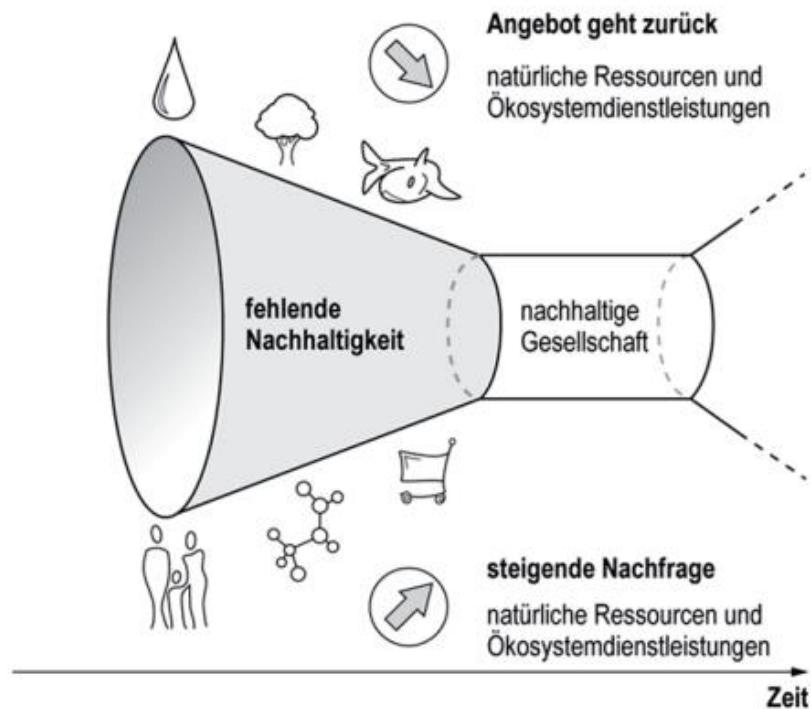 Angebot geht zurück
natürliche Ressourcen und
Ökosystemdienstleistungen
fehlende
Nachhaltigkeit
nachhaltige
Gesellschaft
steigende Nachfrage
natürliche Ressourcen und
Ökosystemdienstleistungen
Zeit